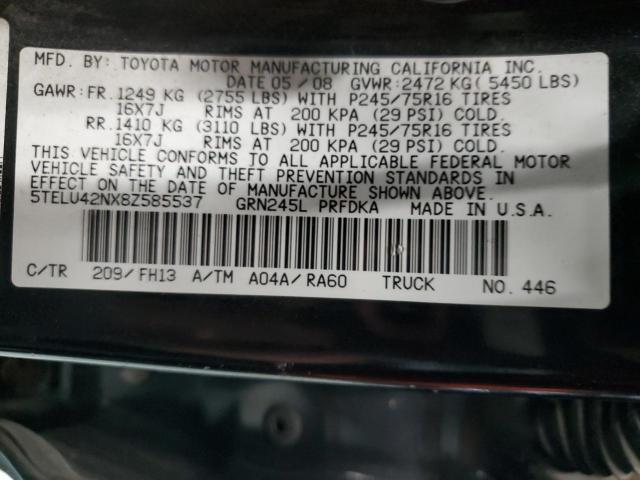 MFD. BY: TOYOTA MOTOR MANUFACTURING CALIFORNIA INC.
DATE 05/08 GVWR:2472 KG( 5450 LBS)
GAWR:FR.1249 KG (2755 LBS) WITH P245/75R16 TIRES
16X7J RIMS AT 200 KPA (29 PSI) COLD.
RR.1410 KG (3110 LBS) WITH P245/75R16 TIRES
16X7J RIMS AT 200 KPA (29 PSI) COLD.
THIS VEHICLE CONFORMS TO ALL APPLICABLE FEDERAL MOTOR
VEHICLE SAFETY AND THEFT PREVENTION STANDARDS IN
EFFECT ON THE DATE OF MANUFACTURE SHOWN ABOVE.
5TELU42NX8Z585537 GRN245L PRFDKA MADE IN U.S.A.
C/TR 209/FH13 A/TM A04A/RA60 TRUCK NO. 446